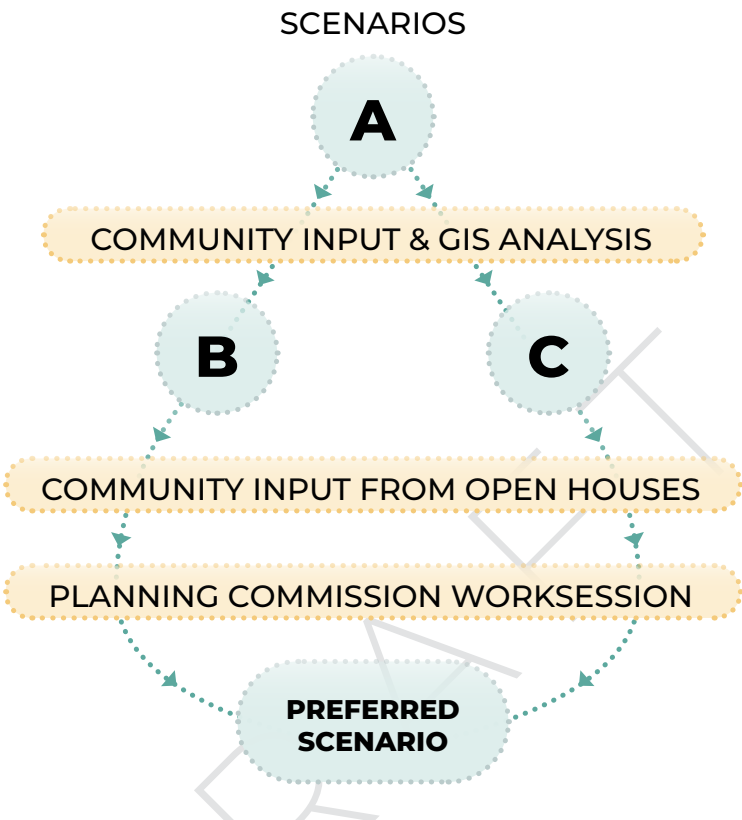 SCENARIOS
A
COMMUNITY INPUT & GIS ANALYSIS
B
C
COMMUNITY INPUT FROM OPEN HOUSES
PLANNING COMMISSION WORKSESSION
PREFERRED
SCENARIO